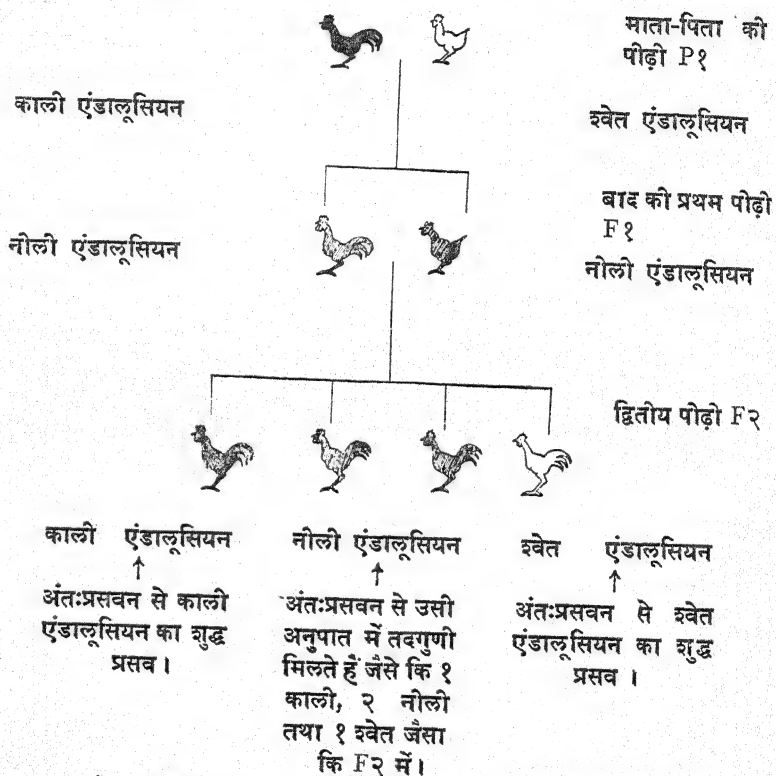 माता-पिता की
पीढ़ी P१
काली एंडालूसियन
श्वेत एंडालूसियन
बाद की प्रथम पीढ़ी
F१
नीली एंडालूसियन
नीली एंडालूसियन
द्वितीय पीढ़ी F२
काली एंडालूसियन
↑
अंतःप्रसवन से काली
एंडालूसियन का शुद्ध
प्रसव।
नीली एंडालूसियन
↑
अंतःप्रसवन से उसी
अनुपात में तदगुणी
मिलते हैं जैसे कि १
काली, २ नीली
तथा १ श्वेत जैसा
कि F२ में।
श्वेत एंडालूसियन
↑
अंतःप्रसवन से श्वेत
एंडालूसियन का शुद्ध
प्रसव ।